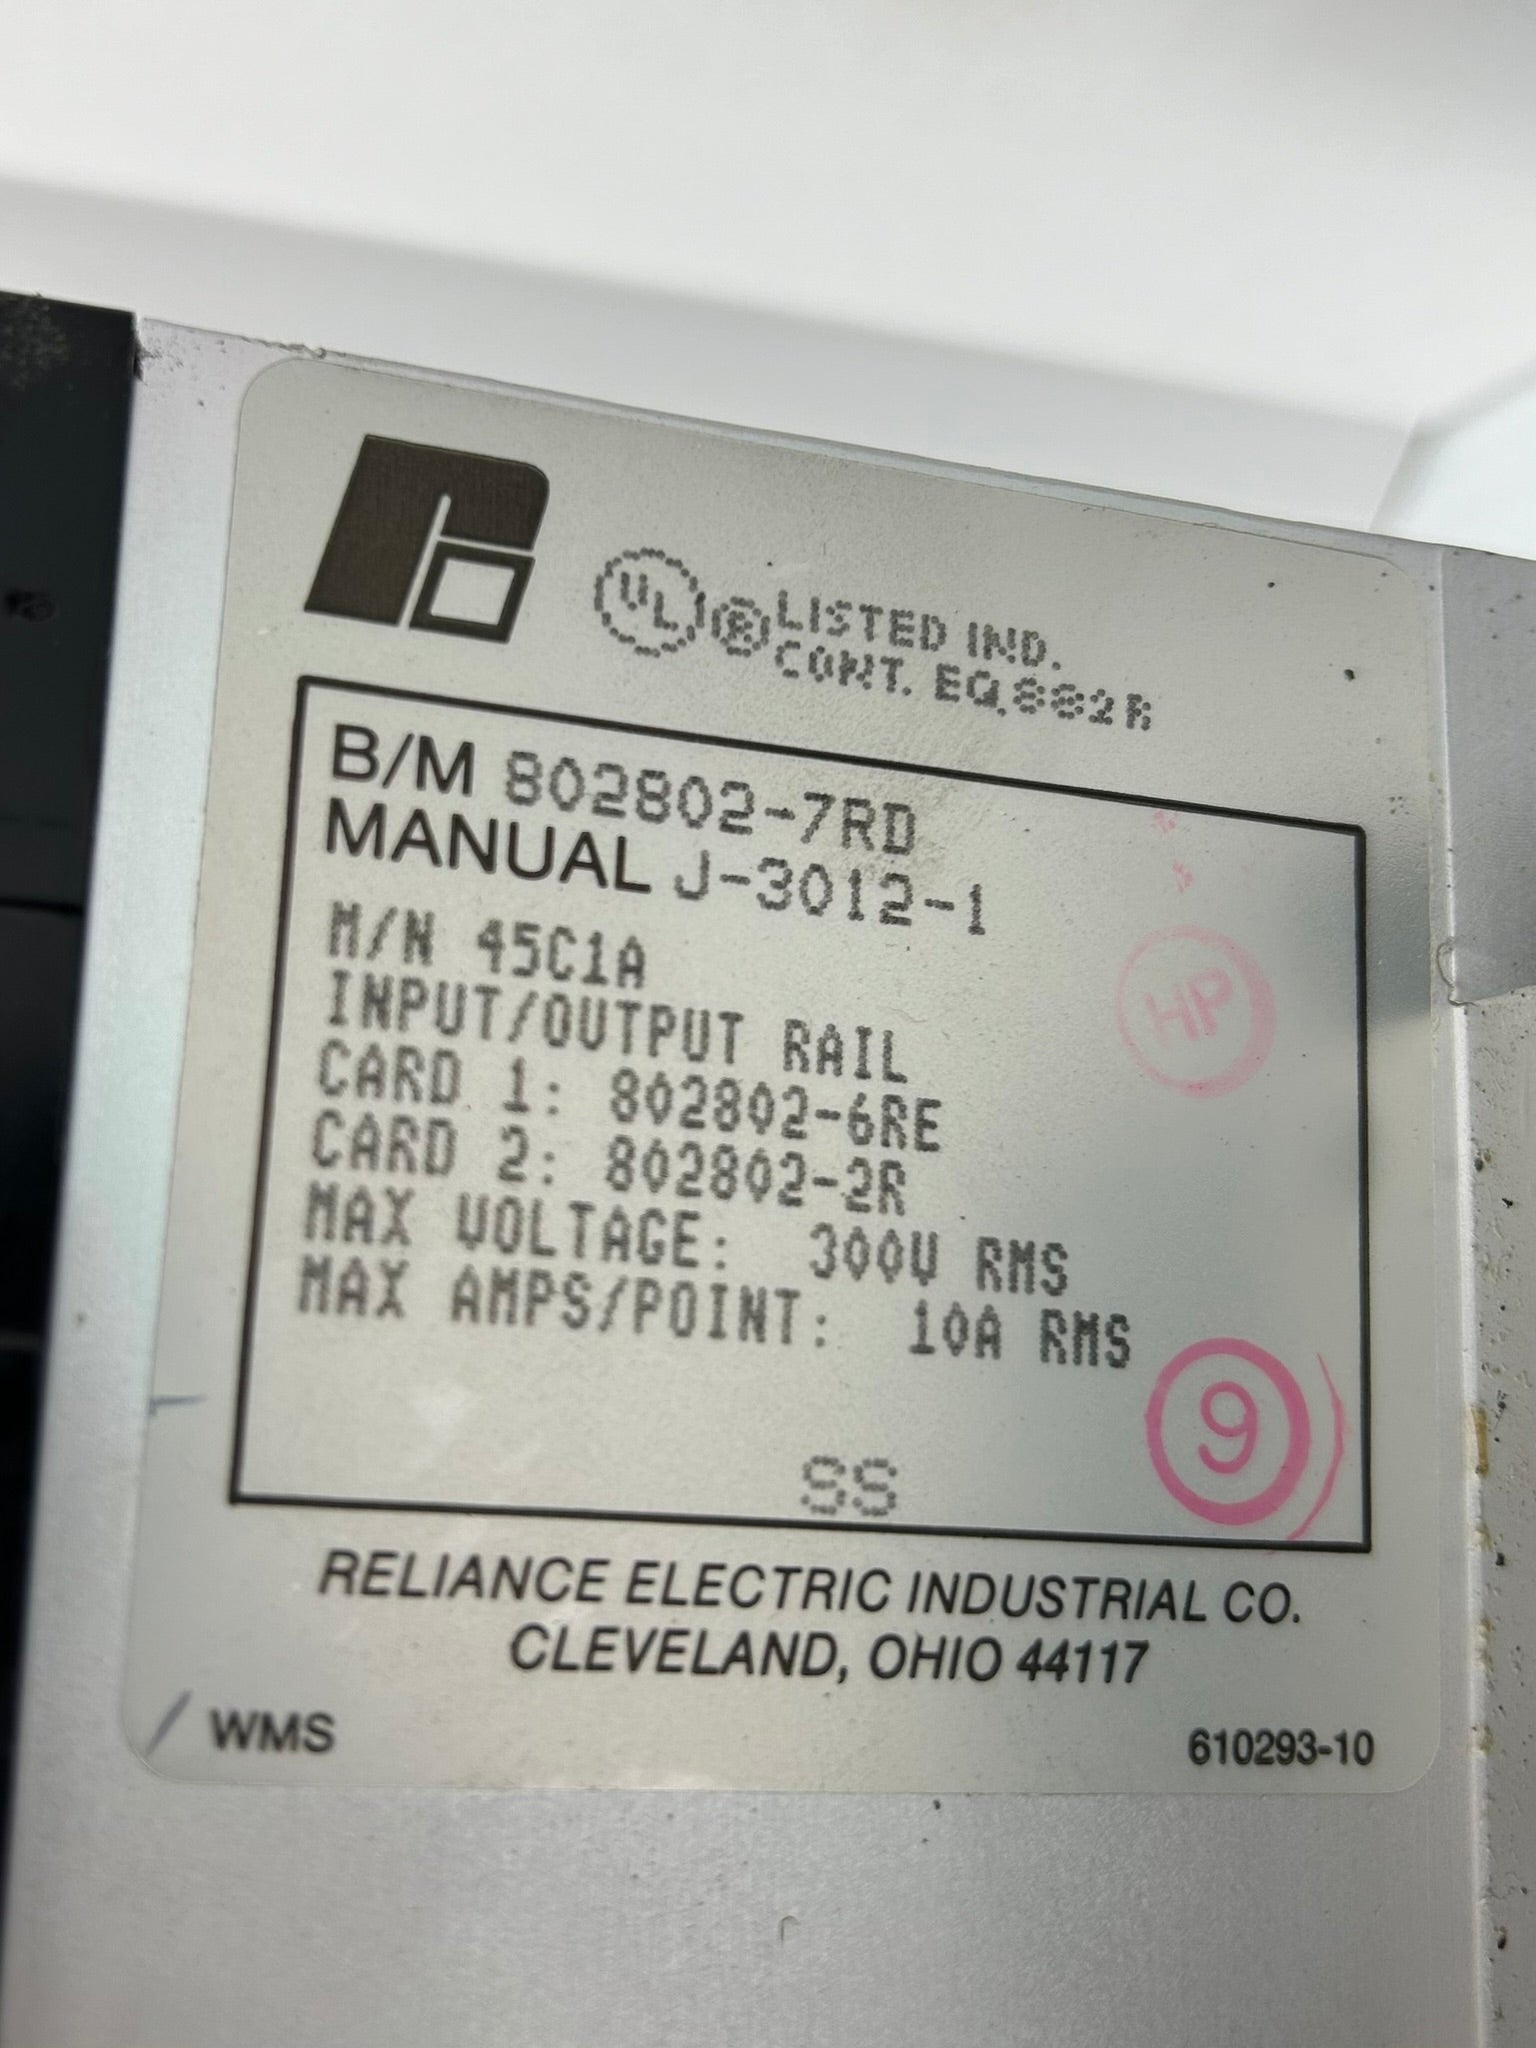 UL ® LISTED IND.
CONT. EQ.882R
B/M 802802-7RD
MANUAL J-3012-1
M/N 45C1A
INPUT/OUTPUT RAIL
CARD 1: 802802-6RE
CARD 2: 802802-2R
MAX VOLTAGE: 300V RMS
MAX AMPS/POINT: 10A RMS
HP
9
SS
RELIANCE ELECTRIC INDUSTRIAL CO.
CLEVELAND, OHIO 44117
WMS
610293-10